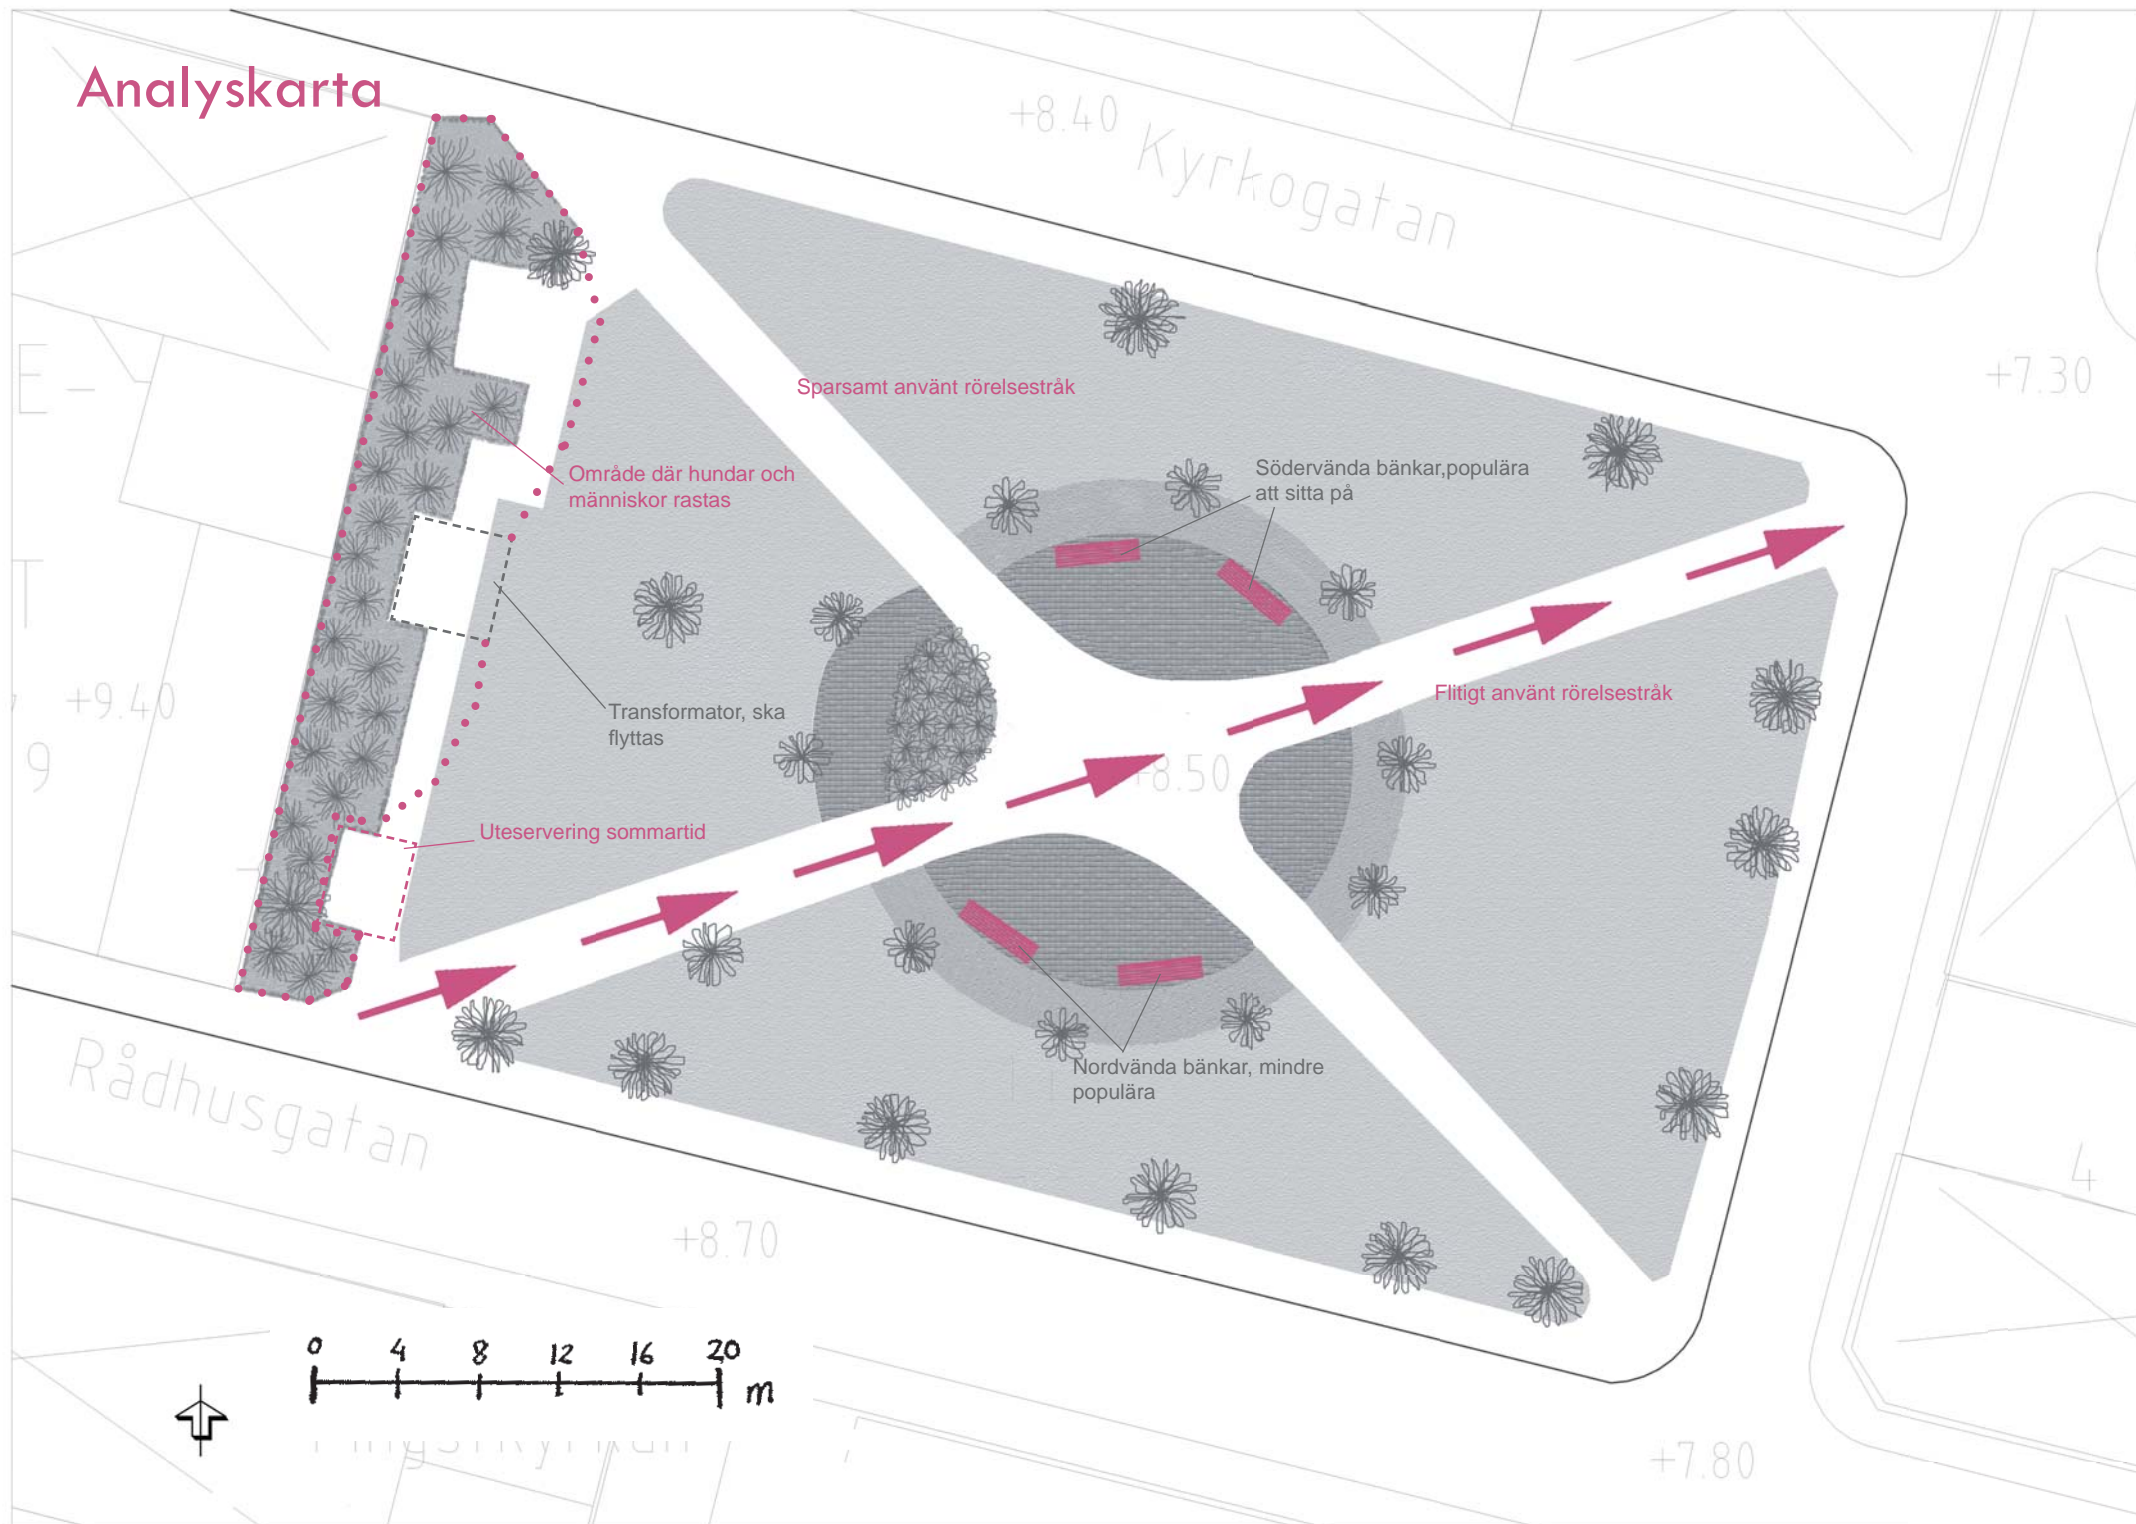 Analyskarta
+8.40
Kyrkogatan
+7.30
E-
Sparsamt använt rörelsestråk
Område där hundar och
människor rastas
Södervända bänkar,populära
att sitta på
T
+9.40
9
Transformator, ska
flyttas
Flitigt använt rörelsestråk
+8.50
Uteservering sommartid
Nordvända bänkar, mindre
populära
Rådhusgatan
+8.70
4
0 4 8 12 16 20
m
+7.80